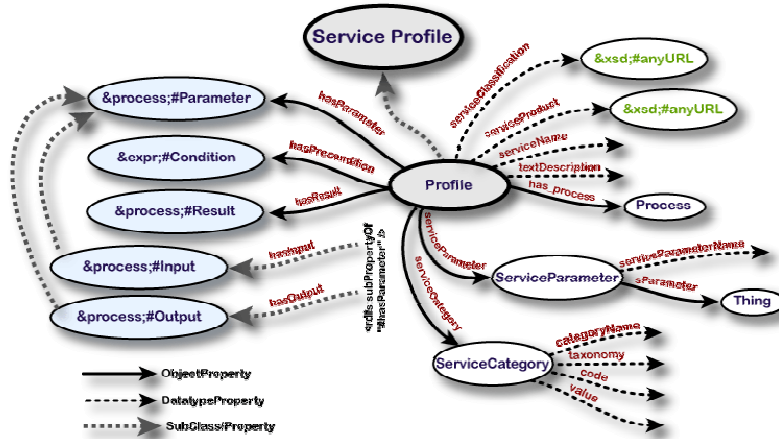 Service Profile
&process;#Parameter
&expr;#Condition
&process;#Result
&process;#Input
&process;#Output
hasParameter
hasPrecondition
hasResult
hasInput
hasOutput
<rdfs subPropertyOf
"#hasParameter" />
Profile
serviceClassification
serviceProduct
serviceName
textDescription
has_process
&xsd;#anyURL
&xsd;#anyURL
Process
serviceParameter
serviceCategory
ServiceParameter
serviceParameterName
sParameter
Thing
ServiceCategory
categoryName
taxonomy
code
value
ObjectProperty
DatatypeProperty
SubClass/Property